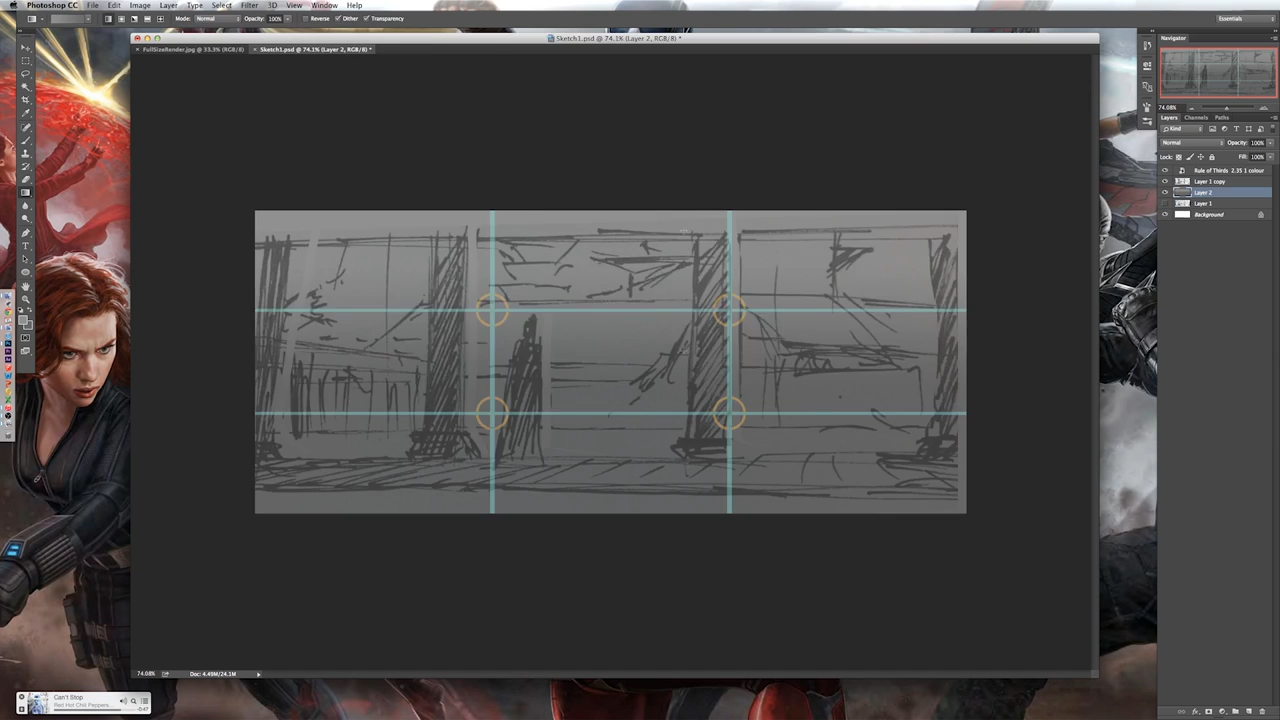 Photoshop CC File Edit Image Layer Type Select Filter 3D View Window Help
Mode: Normal Opacity: 100% Reverse Dither Transparency Essentials
Sketch1.psd @ 74.1% (Layer 2, RGB/8) *
FullSizeRender.jpg @ 33.3% (RGB/8) Sketch1.psd @ 74.1% (Layer 2, RGB/8) *
Navigator
74.08%
Layers Channels Paths
Kind
Normal Opacity: 100%
Lock: Fill: 100%
Rule of Thirds 2.35 1 colour
Layer 1 copy
Layer 2
Layer 1
Background
74.08% Doc: 4.49M/24.1M
Can't Stop
Red Hot Chili Peppers...
-0:47